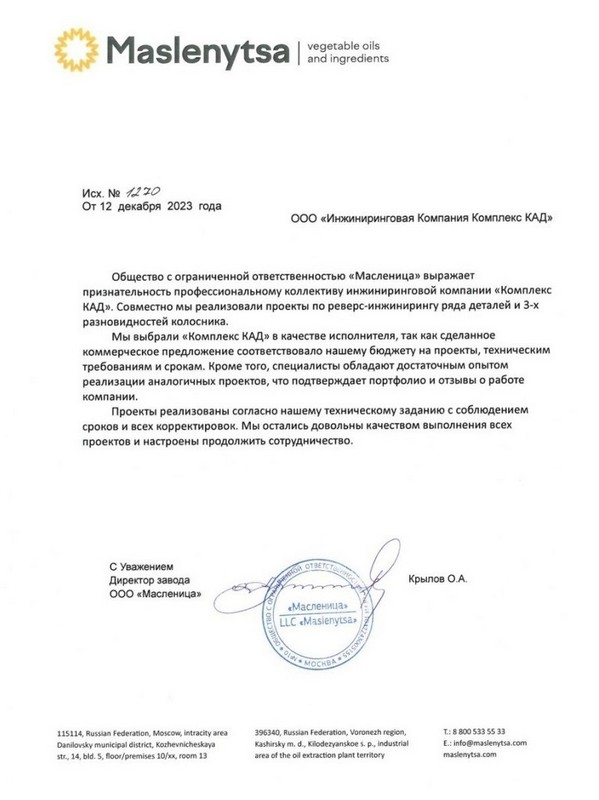 Maslenytsa
vegetable oils
and ingredients
Исх. № 1270
От 12 декабря 2023 года
ООО «Инжиниринговая Компания Комплекс КАД»
Общество с ограниченной ответственностью «Масленица» выражает
признательность профессиональному коллективу инжиниринговой компании «Комплекс
КАД». Совместно мы реализовали проекты по реверс-инжинирингу ряда деталей и 3-х
разновидностей колосника.
Мы выбрали «Комплекс КАД» в качестве исполнителя, так как сделанное
коммерческое предложение соответствовало нашему бюджету на проекты, техническим
требованиям и срокам. Кроме того, специалисты обладают достаточным опытом
реализации аналогичных проектов, что подтверждает портфолио и отзывы о работе
компании.
Проекты реализованы согласно нашему техническому заданию с соблюдением
сроков и всех корректировок. Мы остались довольны качеством выполнения всех
проектов и настроены продолжить сотрудничество.
С Уважением
Директор завода
ООО «Масленица»
Крылов О.А.
ОБЩЕСТВО С ОГРАНИЧЕННОЙ ОТВЕТСТВЕННОСТЬЮ
«Масленица»
LLC «Maslenytsa»
МОСКВА
115114, Russian Federation, Moscow, intracity area
Danilovsky municipal district, Kozhevnicheskaya
str., 14, bld. 5, floor/premises 10/xx, room 13
396340, Russian Federation, Voronezh region,
Kashirsky m. d., Kilodezyanskoe s. p., industrial
area of the oil extraction plant territory
T.: 8 800 533 55 33
E.: info@maslenytsa.com
maslenytsa.com